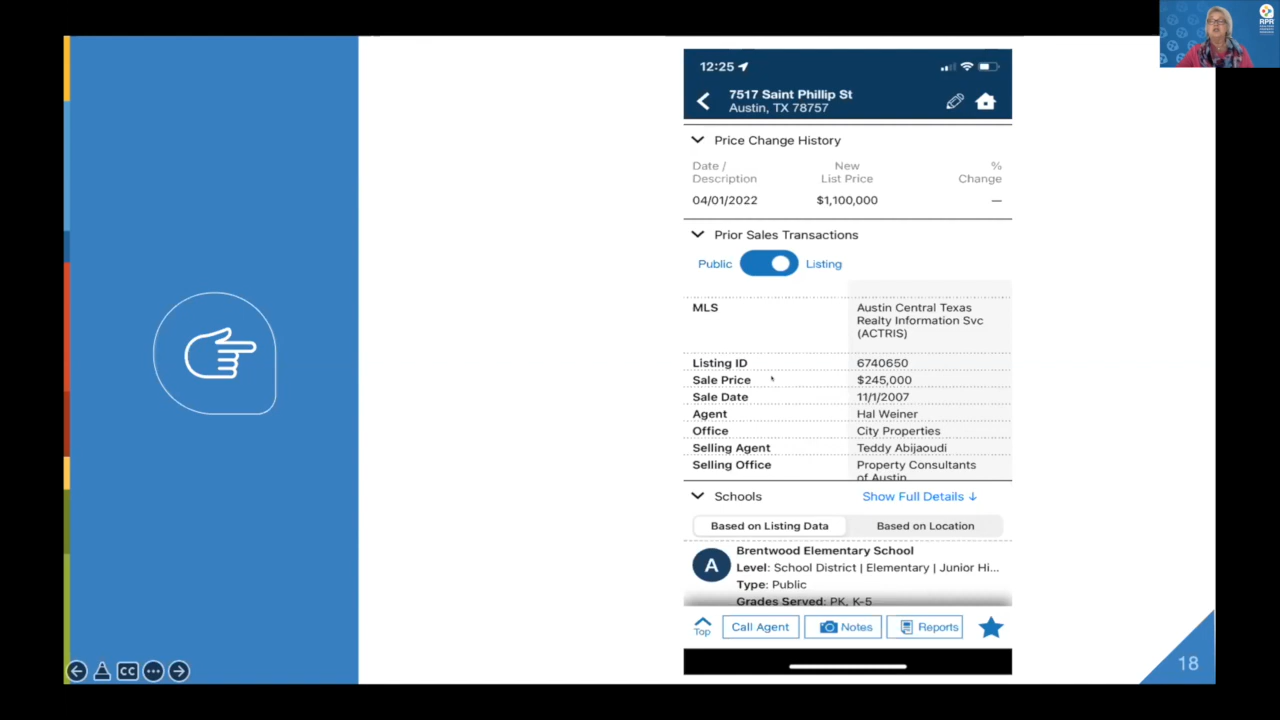 RPR
12:25
7517 Saint Phillip St
Austin, TX 78757
Price Change History
Date / Description
New List Price
% Change
04/01/2022 $1,100,000 —
Prior Sales Transactions
Public Listing
MLS Austin Central Texas
Realty Information Svc
(ACTRIS)
Listing ID 6740650
Sale Price $245,000
Sale Date 11/1/2007
Agent Hal Weiner
Office City Properties
Selling Agent Teddy Abijaoudi
Selling Office Property Consultants
of Austin
Schools Show Full Details ↓
Based on Listing Data Based on Location
A
Brentwood Elementary School
Level: School District | Elementary | Junior Hi...
Type: Public
Grades Served: PK, K-5
Top Call Agent Notes Reports
CC
18